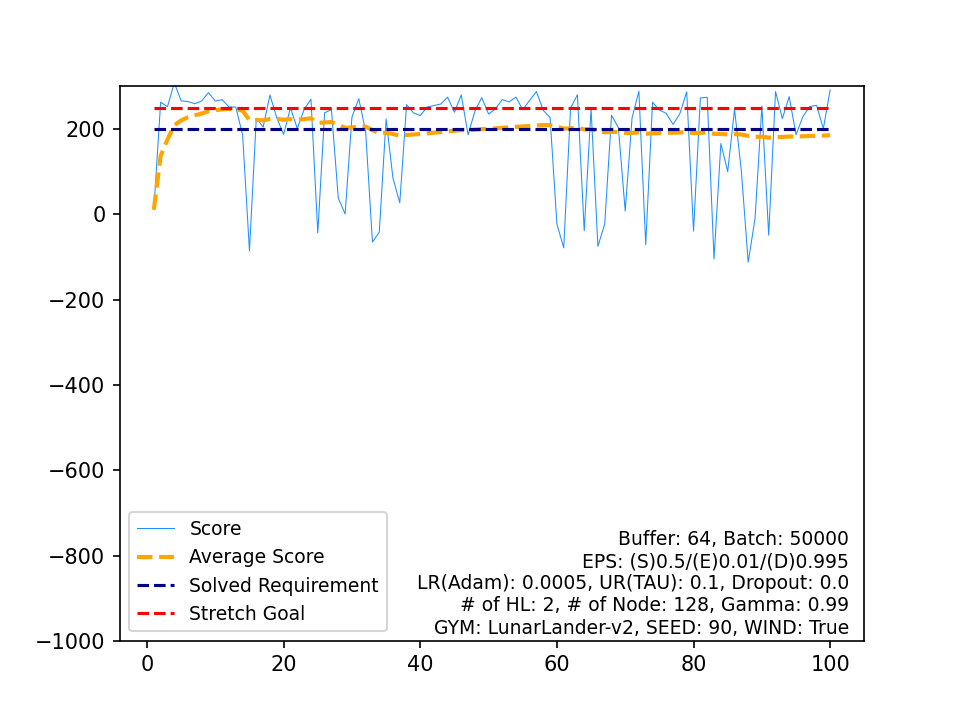 200
0
−200
−400
−600
−800
−1000
0
20
40
60
80
100
Score
Average Score
Solved Requirement
Stretch Goal
Buffer: 64, Batch: 50000
EPS: (S)0.5/(E)0.01/(D)0.995
LR(Adam): 0.0005, UR(TAU): 0.1, Dropout: 0.0
# of HL: 2, # of Node: 128, Gamma: 0.99
GYM: LunarLander-v2, SEED: 90, WIND: True